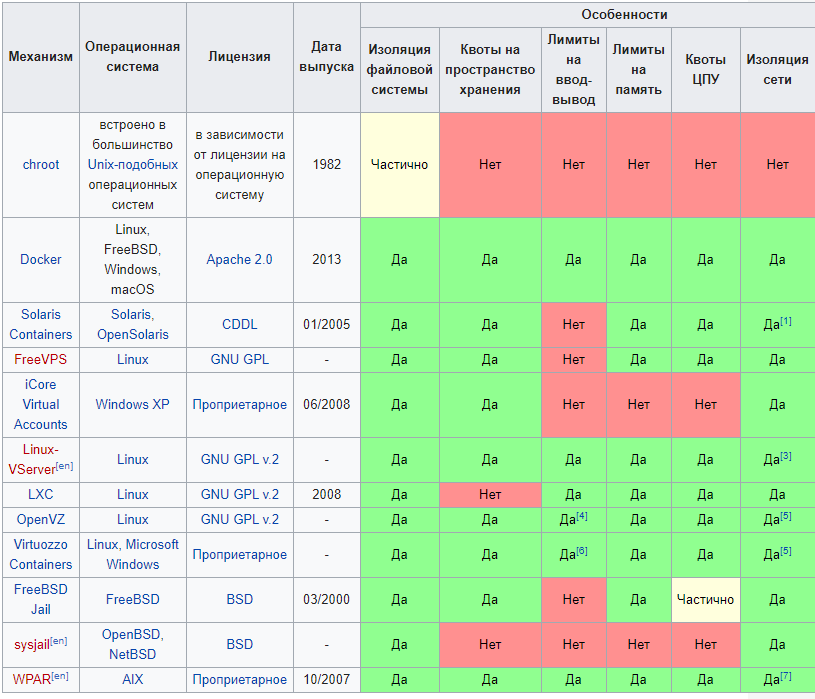 Механизм
Операционная
система
Лицензия
Дата
выпуска
Особенности
Изоляция
файловой
системы
Квоты на
пространство
хранения
Лимиты
на
ввод-
вывод
Лимиты
на
память
Квоты
ЦПУ
Изоляция
сети
chroot
встроено в
большинство
Unix-подобных
операционных
систем
в зависимости
от лицензии на
операционную
систему
1982
Частично
Нет
Нет
Нет
Нет
Нет
Docker
Linux,
FreeBSD,
Windows,
macOS
Apache 2.0
2013
Да
Да
Да
Да
Да
Да
Solaris
Containers
Solaris,
OpenSolaris
CDDL
01/2005
Да
Да
Нет
Да
Да
Да[1]
FreeVPS
Linux
GNU GPL
-
Да
Да
Нет
Да
Да
Да
iCore
Virtual
Accounts
Windows XP
Проприетарное
06/2008
Да
Да
Нет
Нет
Нет
Да
Linux-
VServer[en]
Linux
GNU GPL v.2
-
Да
Да
Да
Да
Да
Да[3]
LXC
Linux
GNU GPL v.2
2008
Да
Нет
Да
Да
Да
Да
OpenVZ
Linux
GNU GPL v.2
-
Да
Да
Да[4]
Да
Да
Да[5]
Virtuozzo
Containers
Linux, Microsoft
Windows
Проприетарное
-
Да
Да
Да[6]
Да
Да
Да[5]
FreeBSD
Jail
FreeBSD
BSD
03/2000
Да
Да
Нет
Да
Частично
Да
sysjail[en]
OpenBSD,
NetBSD
BSD
-
Да
Нет
Нет
Нет
Нет
Да
WPAR[en]
AIX
Проприетарное
10/2007
Да
Да
Да
Да
Да
Да[7]